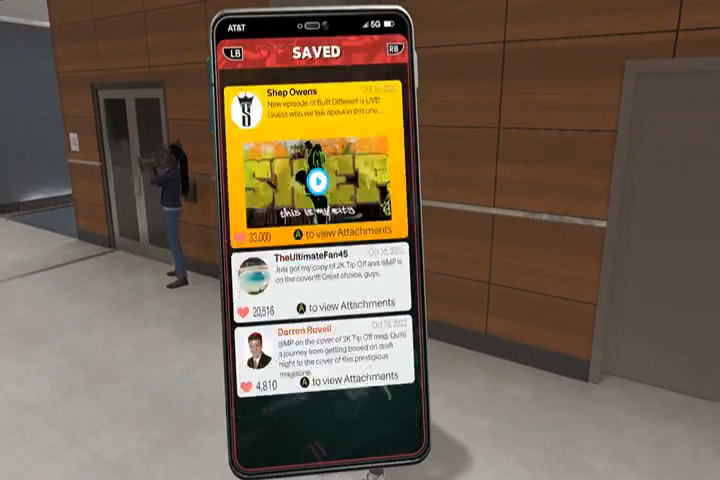 AT&T
5G
LB
SAVED
RB
Shep Owens
2022
New episode of Built Different is LIVE!
Guess who we talk about in this one...
S
SHEP
this is my city
33,000
A to view Attachments
TheUltimateFan45
Just got my copy of 2K Tip Off and @MP is
on the cover!!! Great choice, guys.
20,616
A to view Attachments
Darren Rovell
Oct 16, 2022
@MP on the cover of 2K Tip Off mag. Quite
a journey from getting booed on draft
night to the cover of this prestigious
magazine.
4,810
A to view Attachments